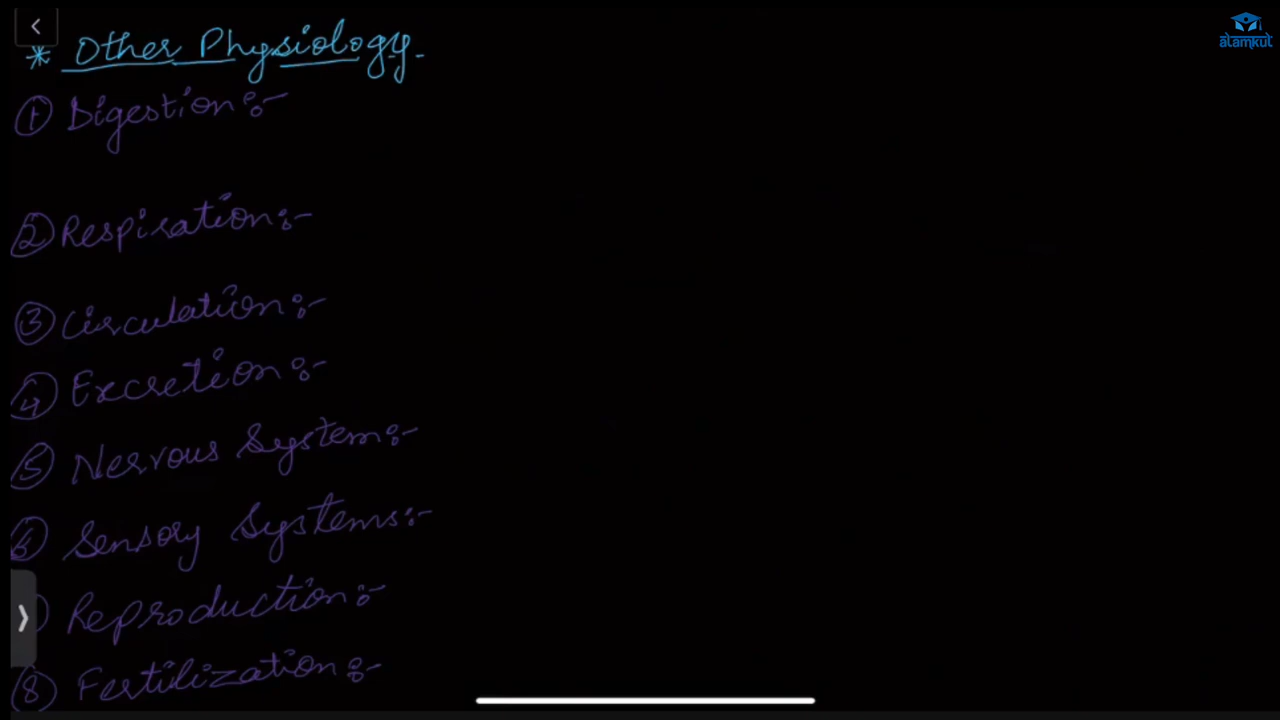 * Other Physiology.
① Digestion :-
② Respiration :-
③ Circulation :-
④ Excretion :-
⑤ Nervous System :-
⑥ Sensory Systems :-
Reproduction :-
⑧ Fertilization :-
alamkut